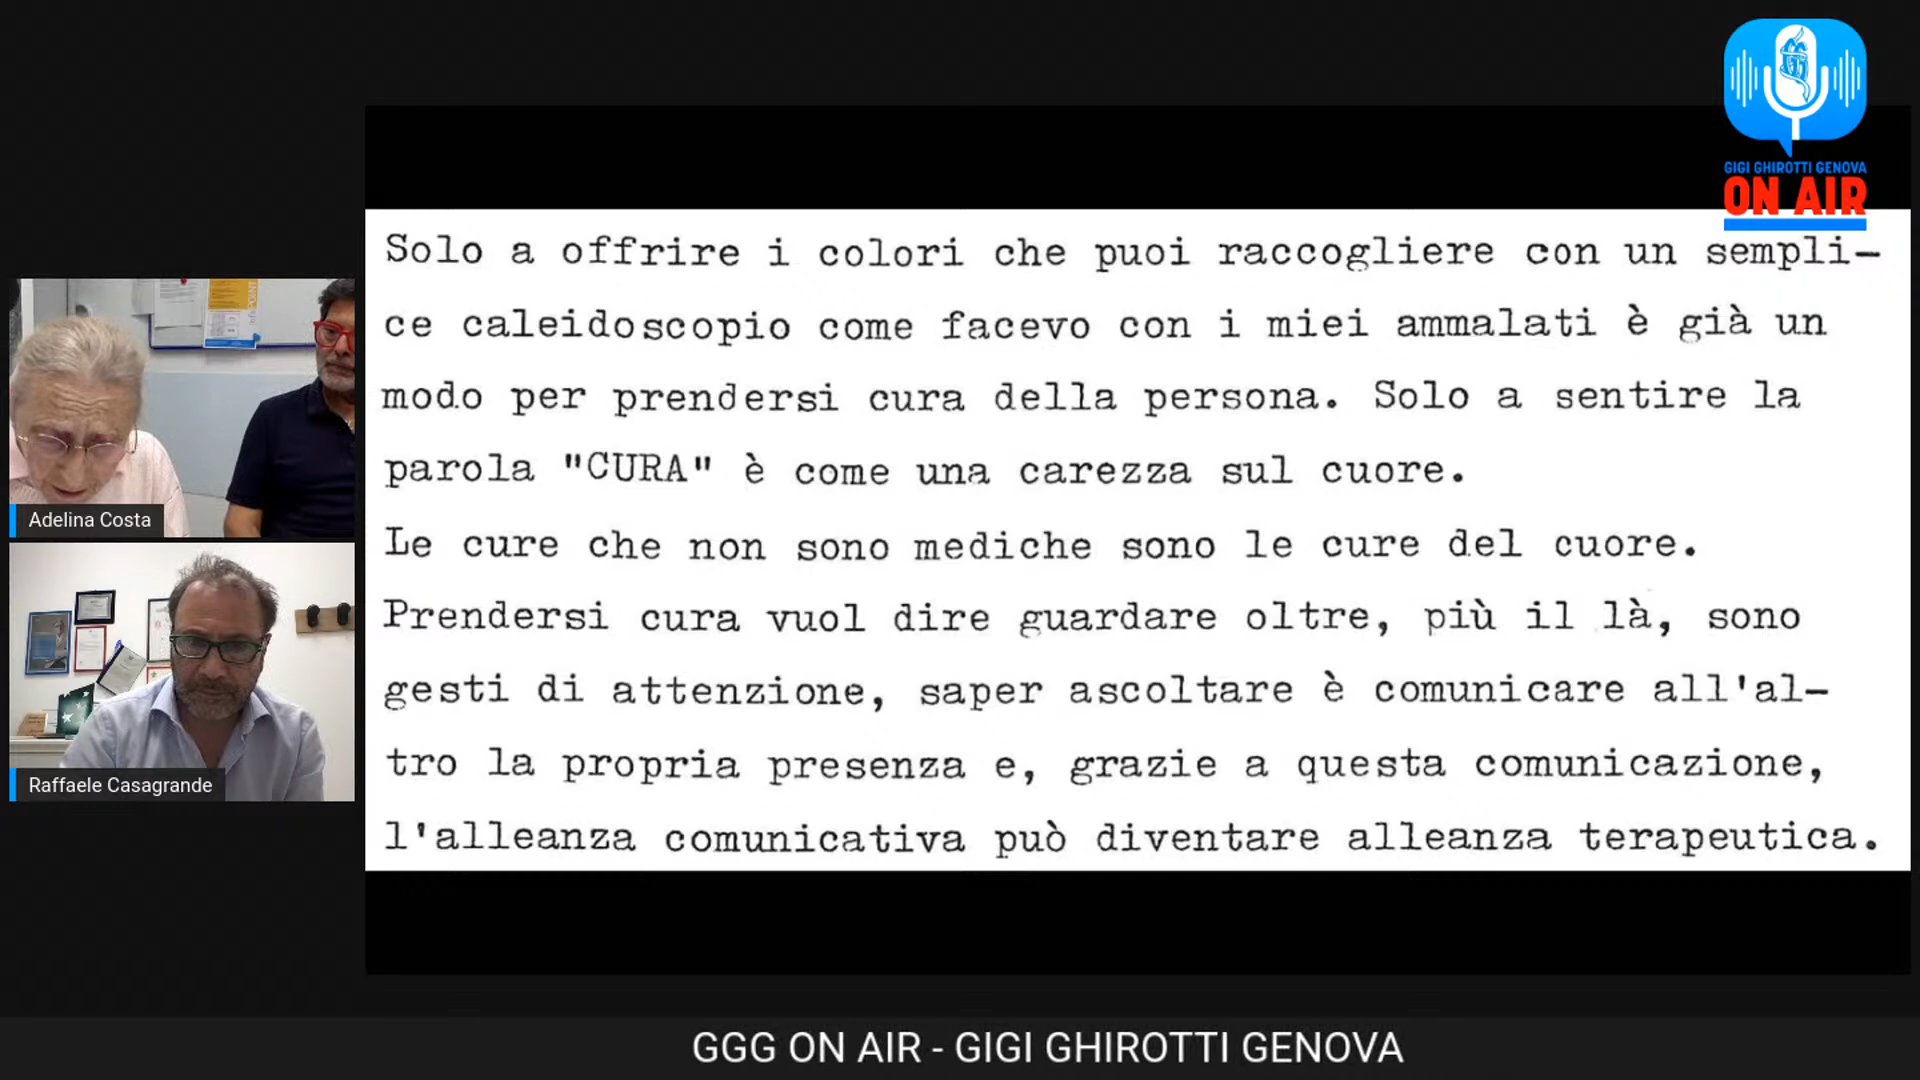 GIGI GHIROTTI GENOVA
ON AIR
Solo a offrire i colori che puoi raccogliere con un sempli-
ce caleidoscopio come facevo con i miei ammalati è già un
modo per prendersi cura della persona. Solo a sentire la
parola "CURA" è come una carezza sul cuore.
Le cure che non sono mediche sono le cure del cuore.
Prendersi cura vuol dire guardare oltre, più il là, sono
gesti di attenzione, saper ascoltare è comunicare all'al-
tro la propria presenza e, grazie a questa comunicazione,
l'alleanza comunicativa può diventare alleanza terapeutica.
Adelina Costa
Raffaele Casagrande
GGG ON AIR - GIGI GHIROTTI GENOVA